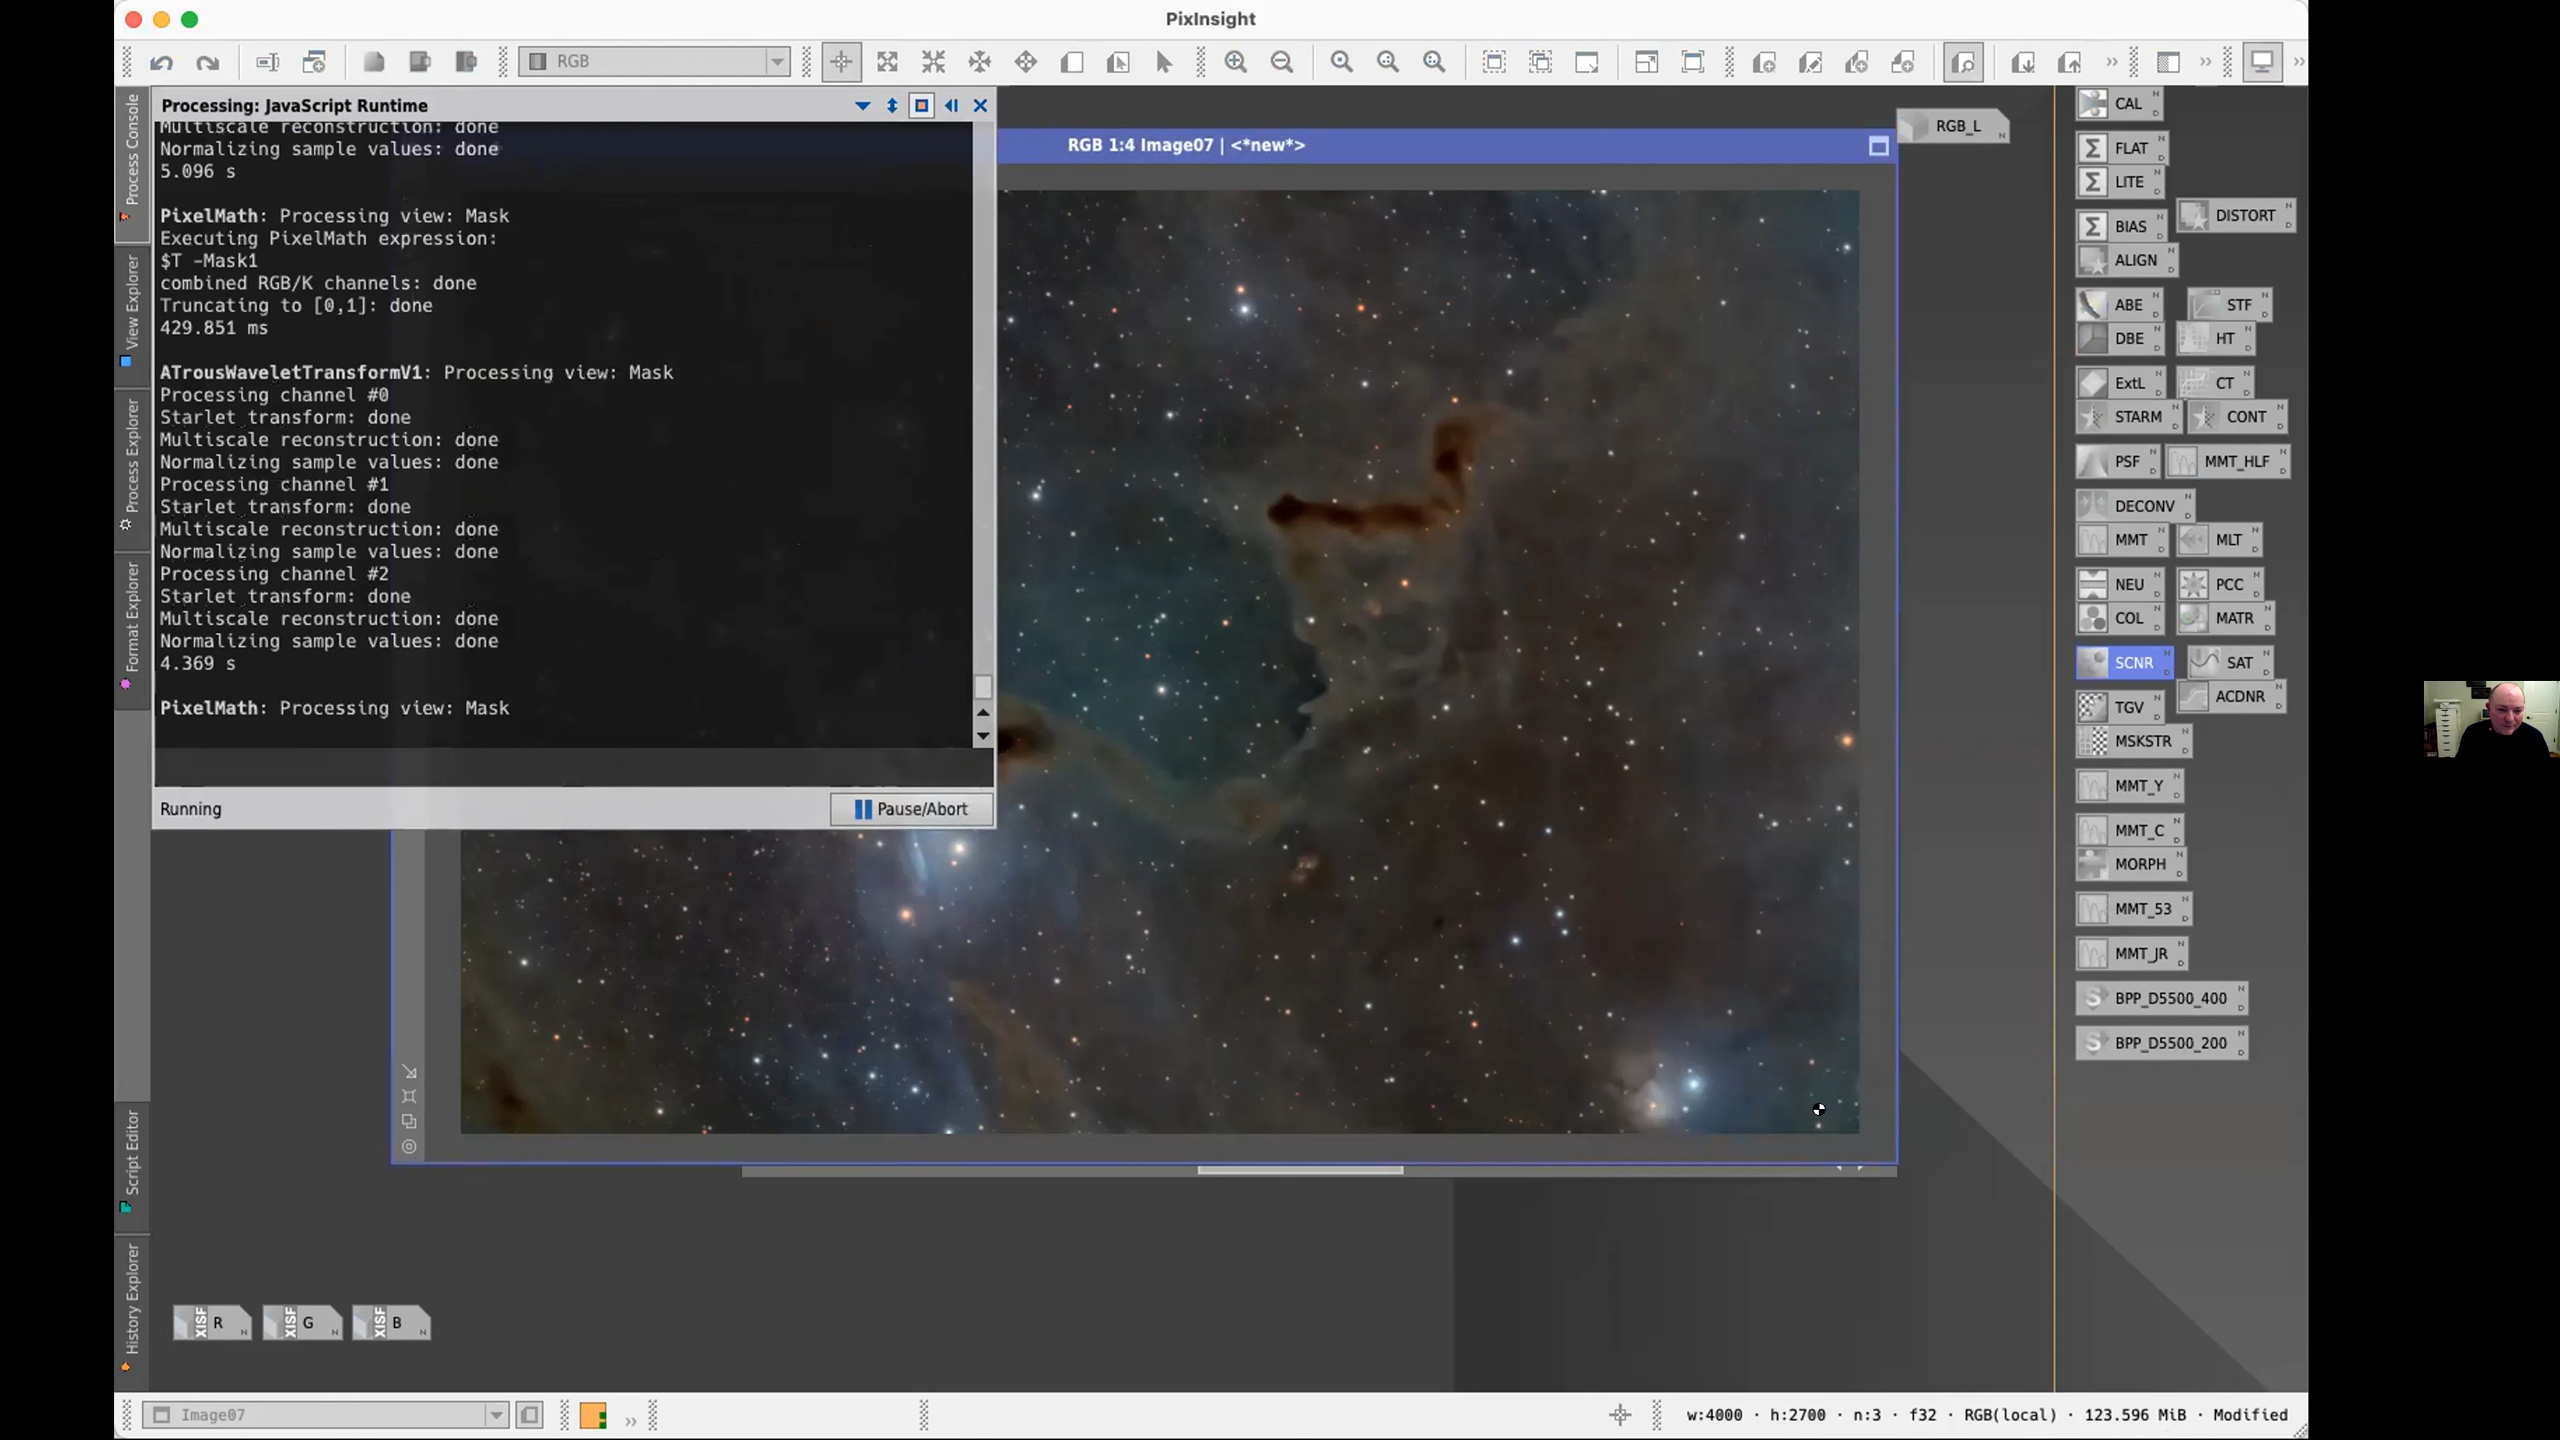 PixInsight
RGB
Processing: JavaScript Runtime
Multiscale reconstruction: done
Normalizing sample values: done
5.096 s
PixelMath: Processing view: Mask
Executing PixelMath expression:
$T -Mask1
combined RGB/K channels: done
Truncating to [0,1]: done
429.851 ms
ATrousWaveletTransformV1: Processing view: Mask
Processing channel #0
Starlet transform: done
Multiscale reconstruction: done
Normalizing sample values: done
Processing channel #1
Starlet transform: done
Multiscale reconstruction: done
Normalizing sample values: done
Processing channel #2
Starlet transform: done
Multiscale reconstruction: done
Normalizing sample values: done
4.369 s
PixelMath: Processing view: Mask
Running
Pause/Abort
Process Console
View Explorer
Process Explorer
Format Explorer
Script Editor
History Explorer
RGB 1:4 Image07 | <*new*>
RGB_L
N
CAL
N
D
FLAT
N
D
LITE
N
D
BIAS
N
D
DISTORT
N
D
ALIGN
N
D
ABE
N
D
STF
N
D
DBE
N
D
HT
N
D
ExtL
N
D
CT
N
D
STARM
N
D
CONT
N
D
PSF
N
D
MMT_HLF
N
D
DECONV
N
D
MMT
N
D
MLT
N
D
NEU
N
D
PCC
N
D
COL
N
D
MATR
N
D
SCNR
N
D
SAT
N
D
ACDNR
N
D
TGV
N
D
MSKSTR
N
D
MMT_Y
N
D
MMT_C
N
D
MORPH
N
D
MMT_53
N
D
MMT_JR
N
D
S BPP_D5500_400
N
D
S BPP_D5500_200
N
D
XISF R
N
XISF G
N
XISF B
N
Image07
w:4000 · h:2700 · n:3 · f32 · RGB(local) · 123.596 MiB · Modified